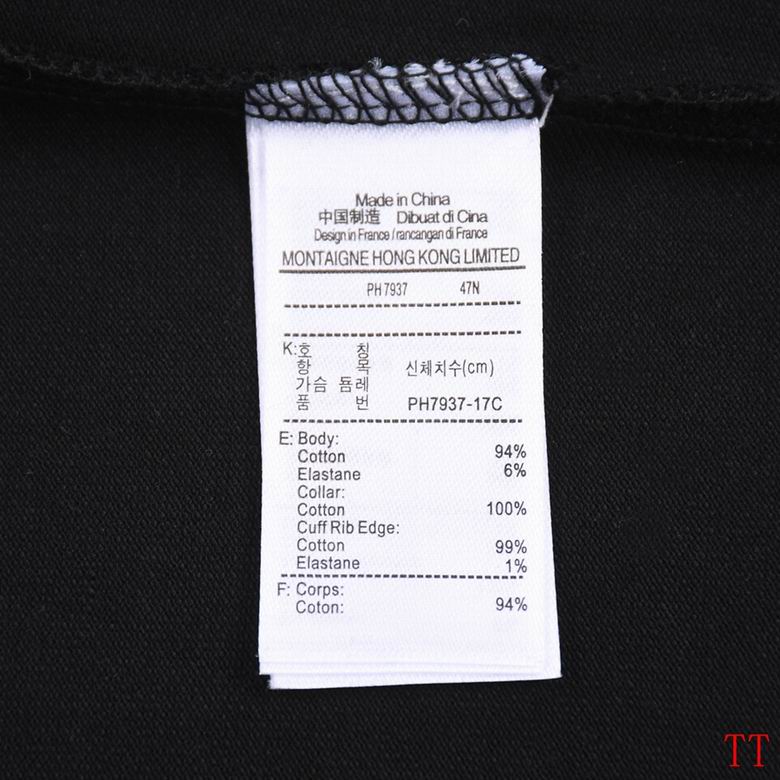 Made in China
中国制造 Dibuat di Cina
Design in France / rancangan di France
MONTAIGNE HONG KONG LIMITED
PH7937 47N
K:호 칭
항 목 신체치수(cm)
가슴 둠레
품 번 PH7937-17C
E: Body:
Cotton 94%
Elastane 6%
Collar:
Cotton 100%
Cuff Rib Edge:
Cotton 99%
Elastane 1%
F: Corps:
Coton: 94%
TT